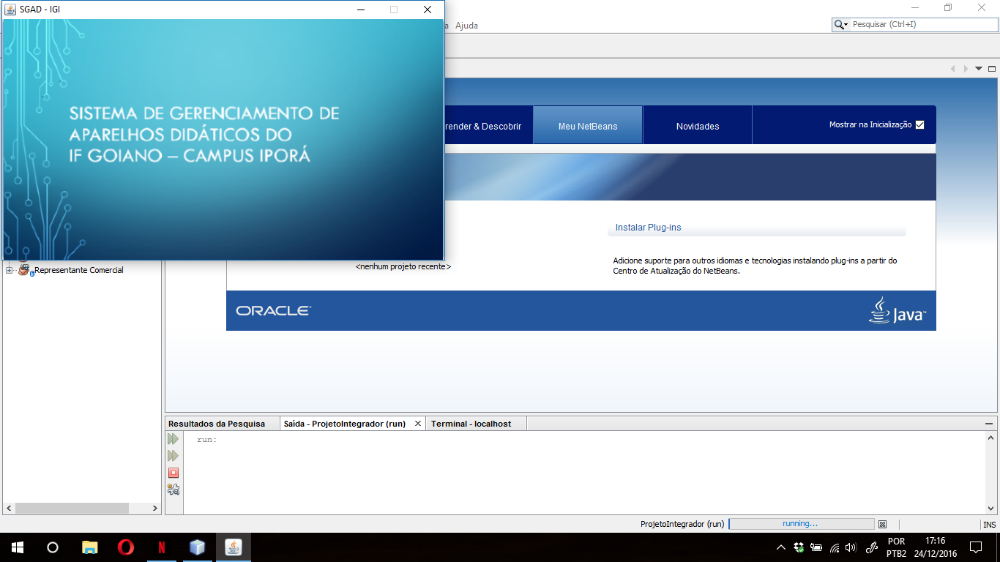 SGAD - IGI
Ajuda
Pesquisar (Ctrl+I)
SISTEMA DE GERENCIAMENTO DE
APARELHOS DIDÁTICOS DO
IF GOIANO – CAMPUS IPORÁ
render & Descobrir
Meu NetBeans
Novidades
Mostrar na Inicialização
Instalar Plug-ins
<nenhum projeto recente>
Adicione suporte para outros idiomas e tecnologias instalando plug-ins a partir do
Centro de Atualização do NetBeans.
Representante Comercial
ORACLE
Java
Resultados da Pesquisa
Saída - ProjetoIntegrador (run)
Terminal - localhost
run:
ProjetoIntegrador (run)
running...
INS
POR
PTB2
17:16
24/12/2016